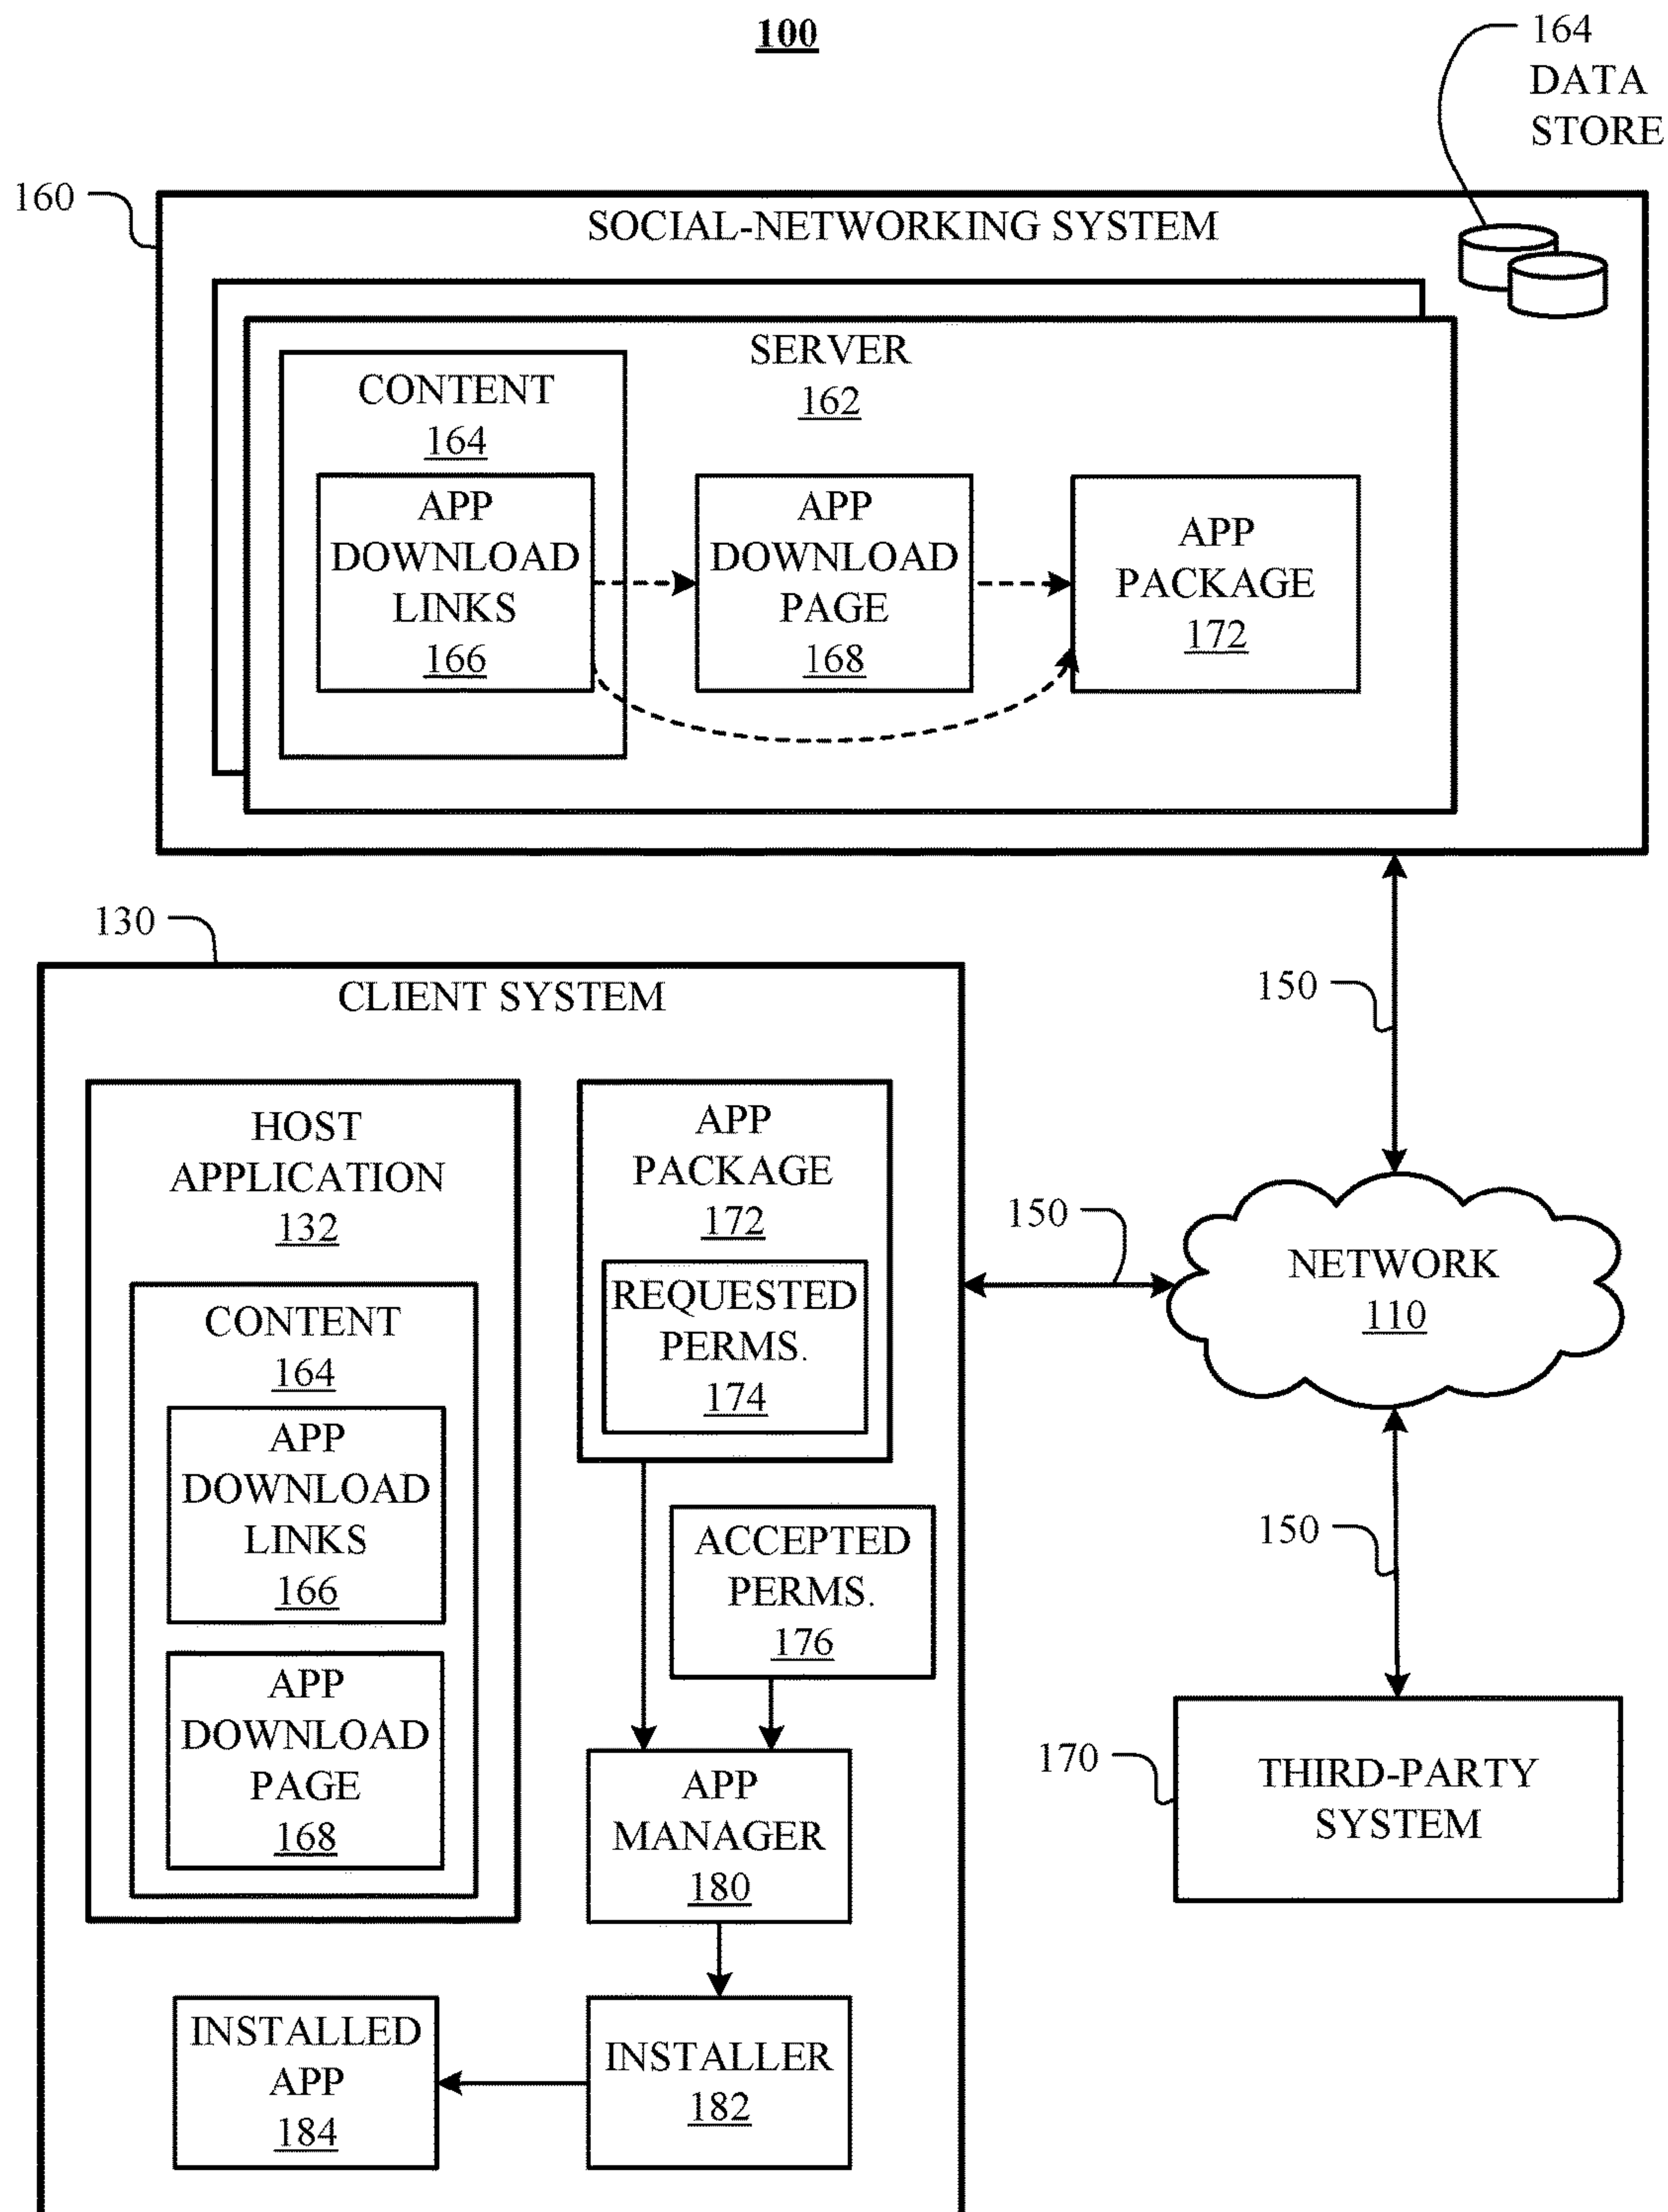 100
164
DATA
STORE
160
SOCIAL-NETWORKING SYSTEM
SERVER
162
CONTENT
164
APP
DOWNLOAD
LINKS
166
APP
DOWNLOAD
PAGE
168
APP
PACKAGE
172
130
CLIENT SYSTEM
150
HOST
APPLICATION
132
CONTENT
164
APP
DOWNLOAD
LINKS
166
APP
DOWNLOAD
PAGE
168
APP
PACKAGE
172
REQUESTED
PERMS.
174
ACCEPTED
PERMS.
176
APP
MANAGER
180
INSTALLER
182
INSTALLED
APP
184
150
NETWORK
110
150
170
THIRD-PARTY
SYSTEM